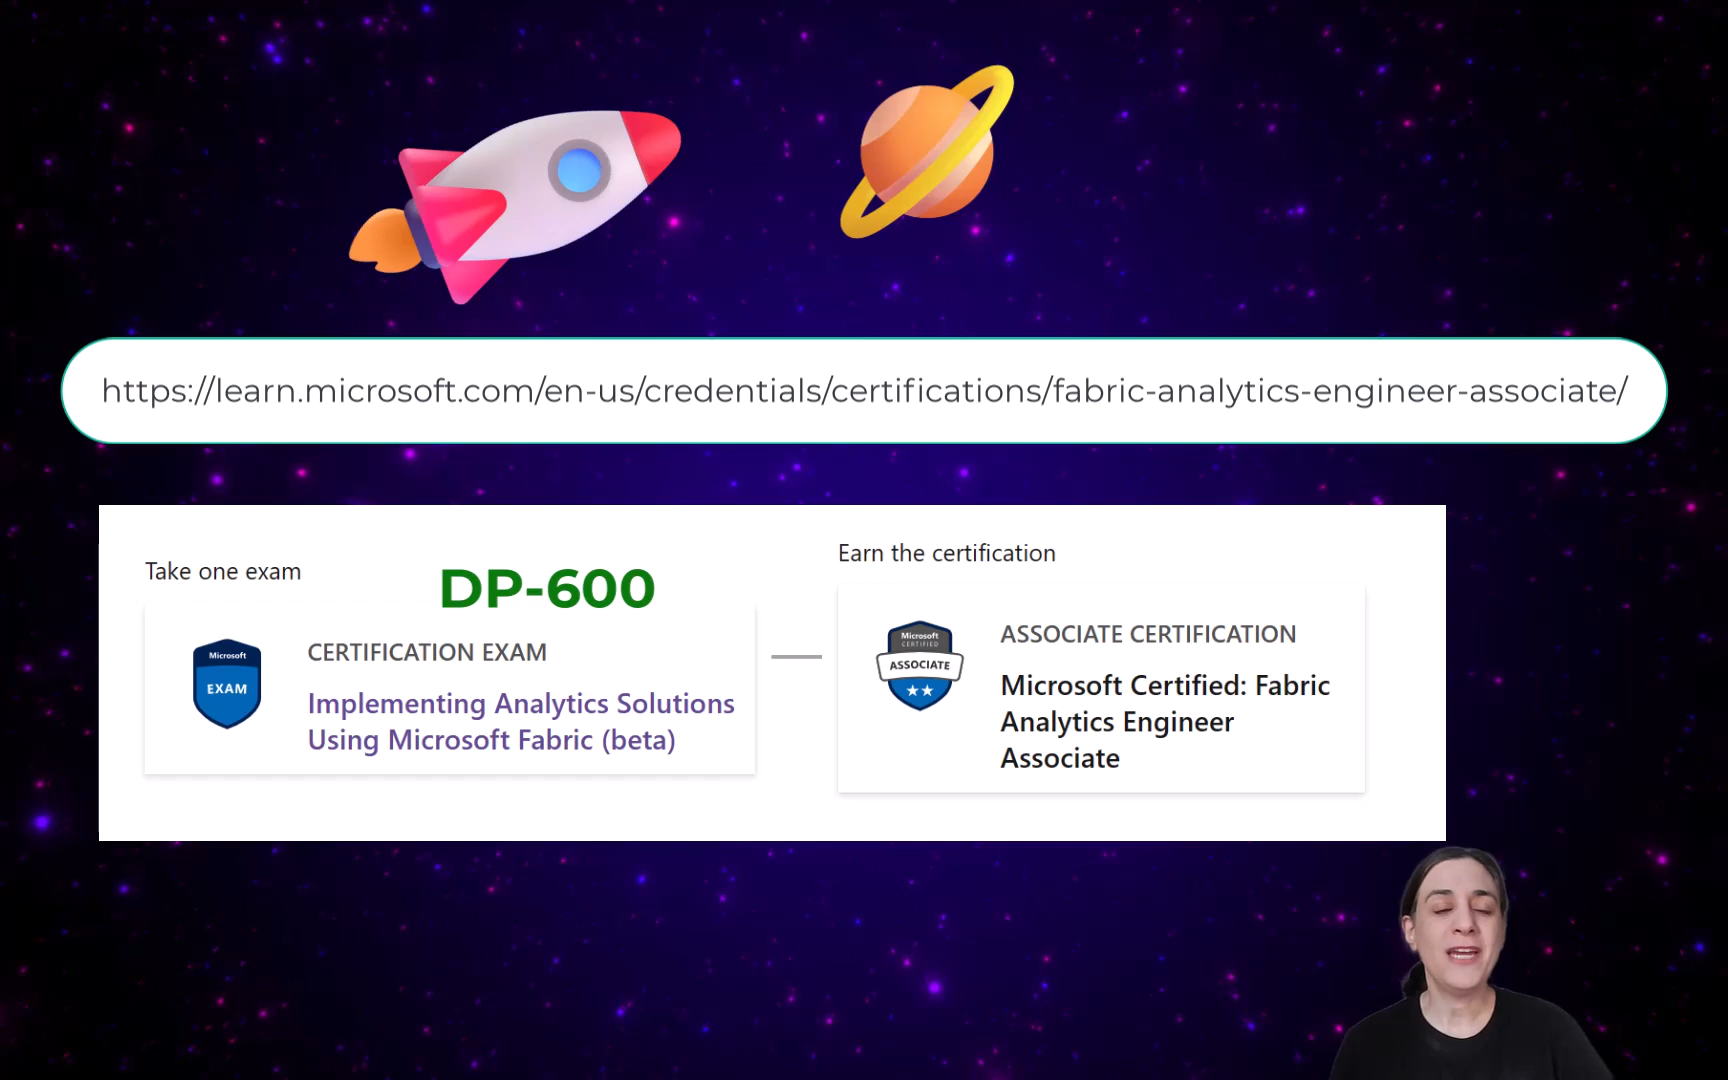 https://learn.microsoft.com/en-us/credentials/certifications/fabric-analytics-engineer-associate/
Take one exam
DP-600
Microsoft
EXAM
CERTIFICATION EXAM
Implementing Analytics Solutions
Using Microsoft Fabric (beta)
Earn the certification
Microsoft
CERTIFIED
ASSOCIATE
ASSOCIATE CERTIFICATION
Microsoft Certified: Fabric
Analytics Engineer
Associate